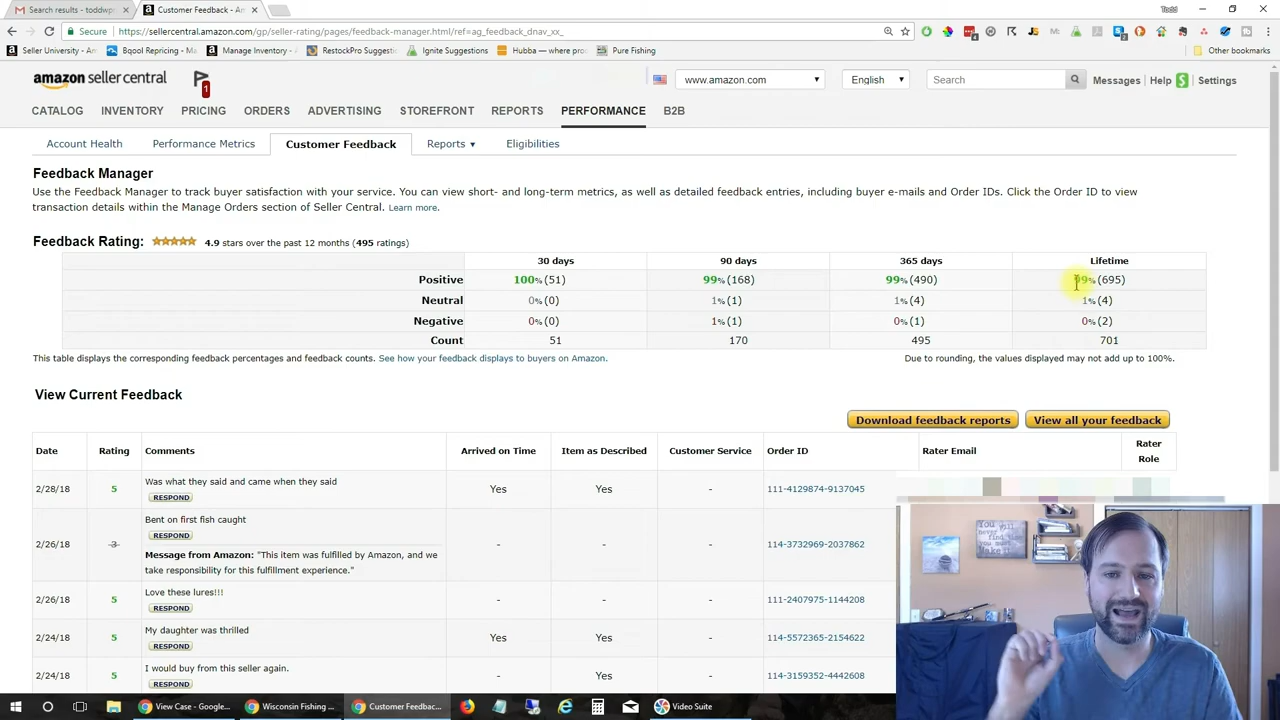 Search results - toddwp
Customer Feedback - Am
Todd
Secure
https://sellercentral.amazon.com/gp/seller-rating/pages/feedback-manager.html/ref=ag_feedback_dnav_xx_
Seller University - Am
Bqool Repricing - Ma
Manage Inventory - A
RestockPro Suggestio
Ignite Suggestions
Hubba — where prod
Pure Fishing
Other bookmarks
amazon seller central
1
www.amazon.com
English
Search
Messages
Help
Settings
CATALOG
INVENTORY
PRICING
ORDERS
ADVERTISING
STOREFRONT
REPORTS
PERFORMANCE
B2B
Account Health
Performance Metrics
Customer Feedback
Reports
Eligibilities
Feedback Manager
Use the Feedback Manager to track buyer satisfaction with your service. You can view short- and long-term metrics, as well as detailed feedback entries, including buyer e-mails and Order IDs. Click the Order ID to view
transaction details within the Manage Orders section of Seller Central. Learn more.
Feedback Rating: 4.9 stars over the past 12 months (495 ratings)
30 days 90 days 365 days Lifetime
Positive 100% (51) 99% (168) 99% (490) 99% (695)
Neutral 0% (0) 1% (1) 1% (4) 1% (4)
Negative 0% (0) 1% (1) 0% (1) 0% (2)
Count 51 170 495 701
This table displays the corresponding feedback percentages and feedback counts. See how your feedback displays to buyers on Amazon.
Due to rounding, the values displayed may not add up to 100%.
View Current Feedback
Download feedback reports
View all your feedback
Date Rating Comments Arrived on Time Item as Described Customer Service Order ID Rater Email Rater
Role
2/28/18 5 Was what they said and came when they said Yes Yes - 111-4129874-9137045
RESPOND
Bent on first fish caught
RESPOND
2/26/18 3 - - - 114-3732969-2037862
Message from Amazon: "This item was fulfilled by Amazon, and we
take responsibility for this fulfillment experience."
2/26/18 5 Love these lures!!! - - - 111-2407975-1144208
RESPOND
2/24/18 5 My daughter was thrilled Yes Yes - 114-5572365-2154622
RESPOND
2/24/18 5 I would buy from this seller again. - Yes - 114-3159352-4442608
RESPOND
You will
never
View Case - Google...
Wisconsin Fishing ...
Customer Feedbac...
Video Suite